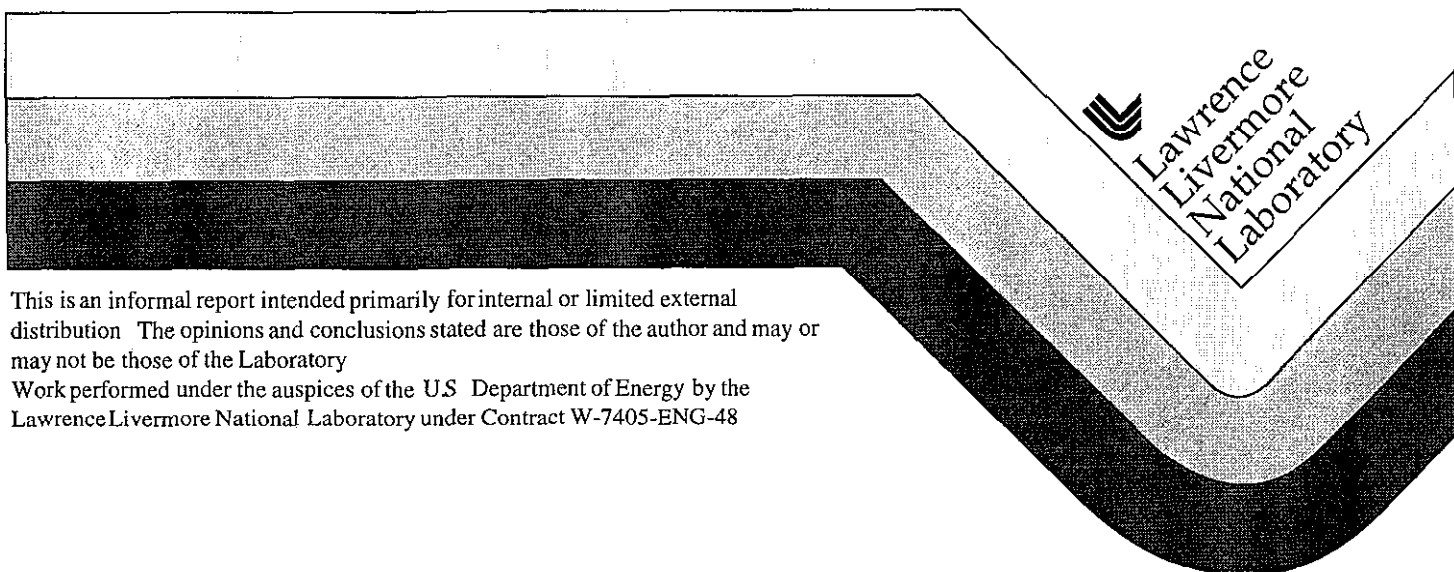 Lawrence
Livermore
National
Laboratory
This is an informal report intended primarily for internal or limited external
distribution The opinions and conclusions stated are those of the author and may or
may not be those of the Laboratory
Work performed under the auspices of the U.S Department of Energy by the
Lawrence Livermore National Laboratory under Contract W-7405-ENG-48